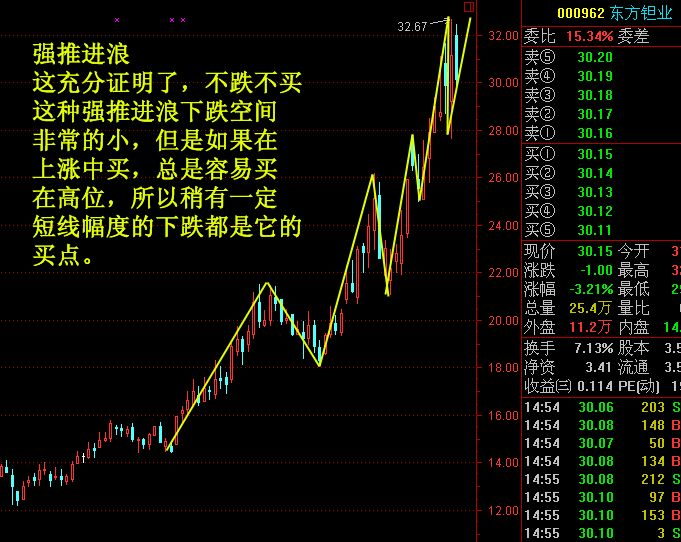 000962 东方钽业
32.67
强推进浪
这充分证明了，不跌不买
这种强推进浪下跌空间
非常的小，但是如果在
上涨中买，总是容易买
在高位，所以稍有一定
短线幅度的下跌都是它的
买点。
32.00
28.00
26.00
24.00
22.00
20.00
18.00
16.00
14.00
12.00
委比 15.34% 委差
卖⑤ 30.20
卖④ 30.19
卖③ 30.18
卖② 30.17
卖① 30.16
买① 30.15
买② 30.14
买③ 30.13
买④ 30.12
买⑤ 30.11
现价 30.15 今开
涨跌 -1.00 最高
涨幅 -3.21% 最低
总量 25.4万 量比
外盘 11.2万 内盘 14.
换手 7.13% 股本 3.5
净资 3.41 流通 3.5
收益㈢ 0.114 PE(动)
14:54 30.06 203 S
14:54 30.08 148 B
14:54 30.07 50 B
14:54 30.08 134 B
14:55 30.08 212 S
14:55 30.10 97 B
14:55 30.10 153 B
14:55 30.10 3 S